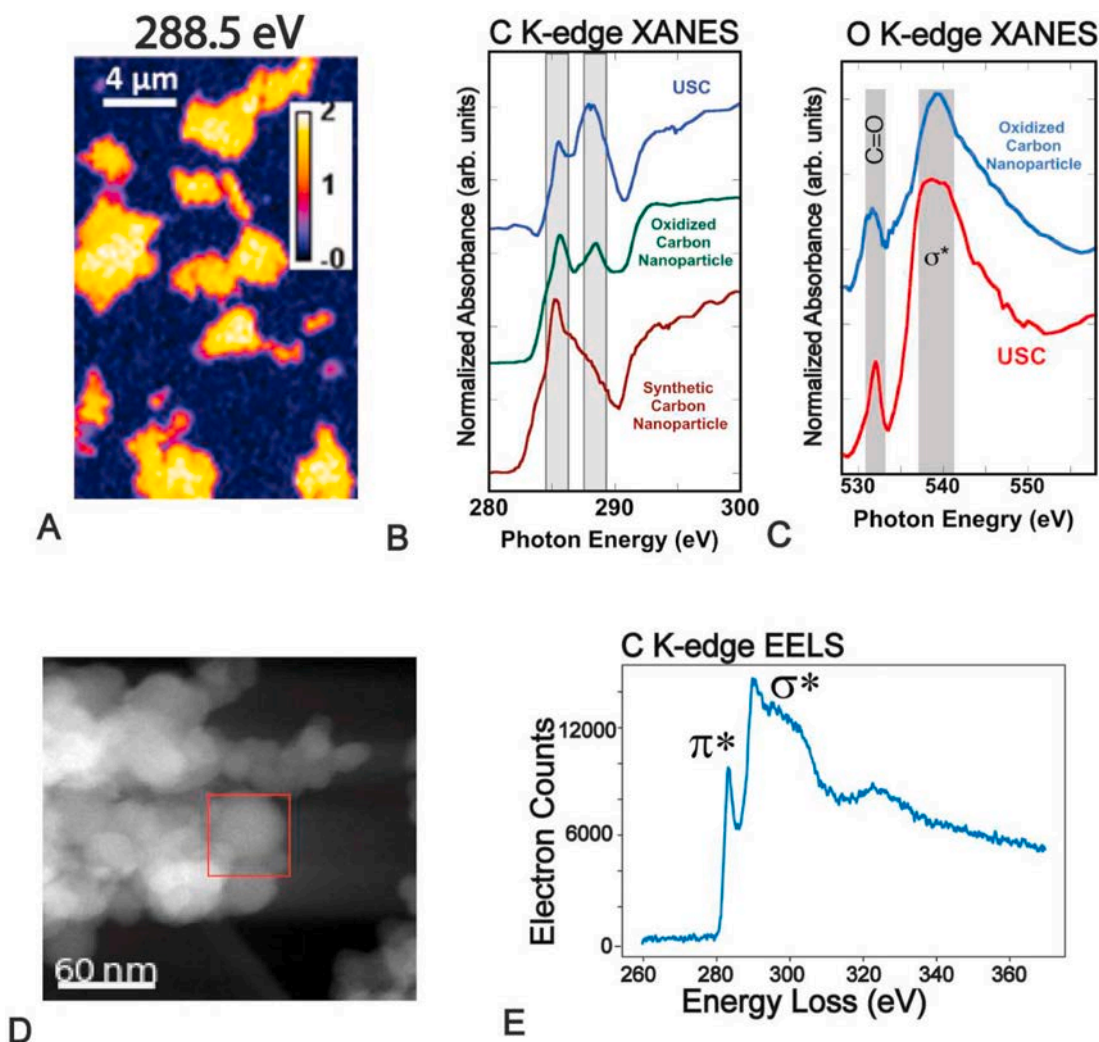 288.5 eV
4 µm
2
1
-0
A
C K-edge XANES
Normalized Absorbance (arb. units)
USC
Oxidized
Carbon
Nanoparticle
Synthetic
Carbon
Nanoparticle
280
290
300
Photon Energy (eV)
B
O K-edge XANES
Normalized Absorbance (arb. units)
C=O
Oxidized
Carbon
Nanoparticle
σ*
USC
530
540
550
Photon Enegry (eV)
C
60 nm
D
C K-edge EELS
Electron Counts
12000
6000
0
π*
σ*
260
280
300
320
340
360
Energy Loss (eV)
E